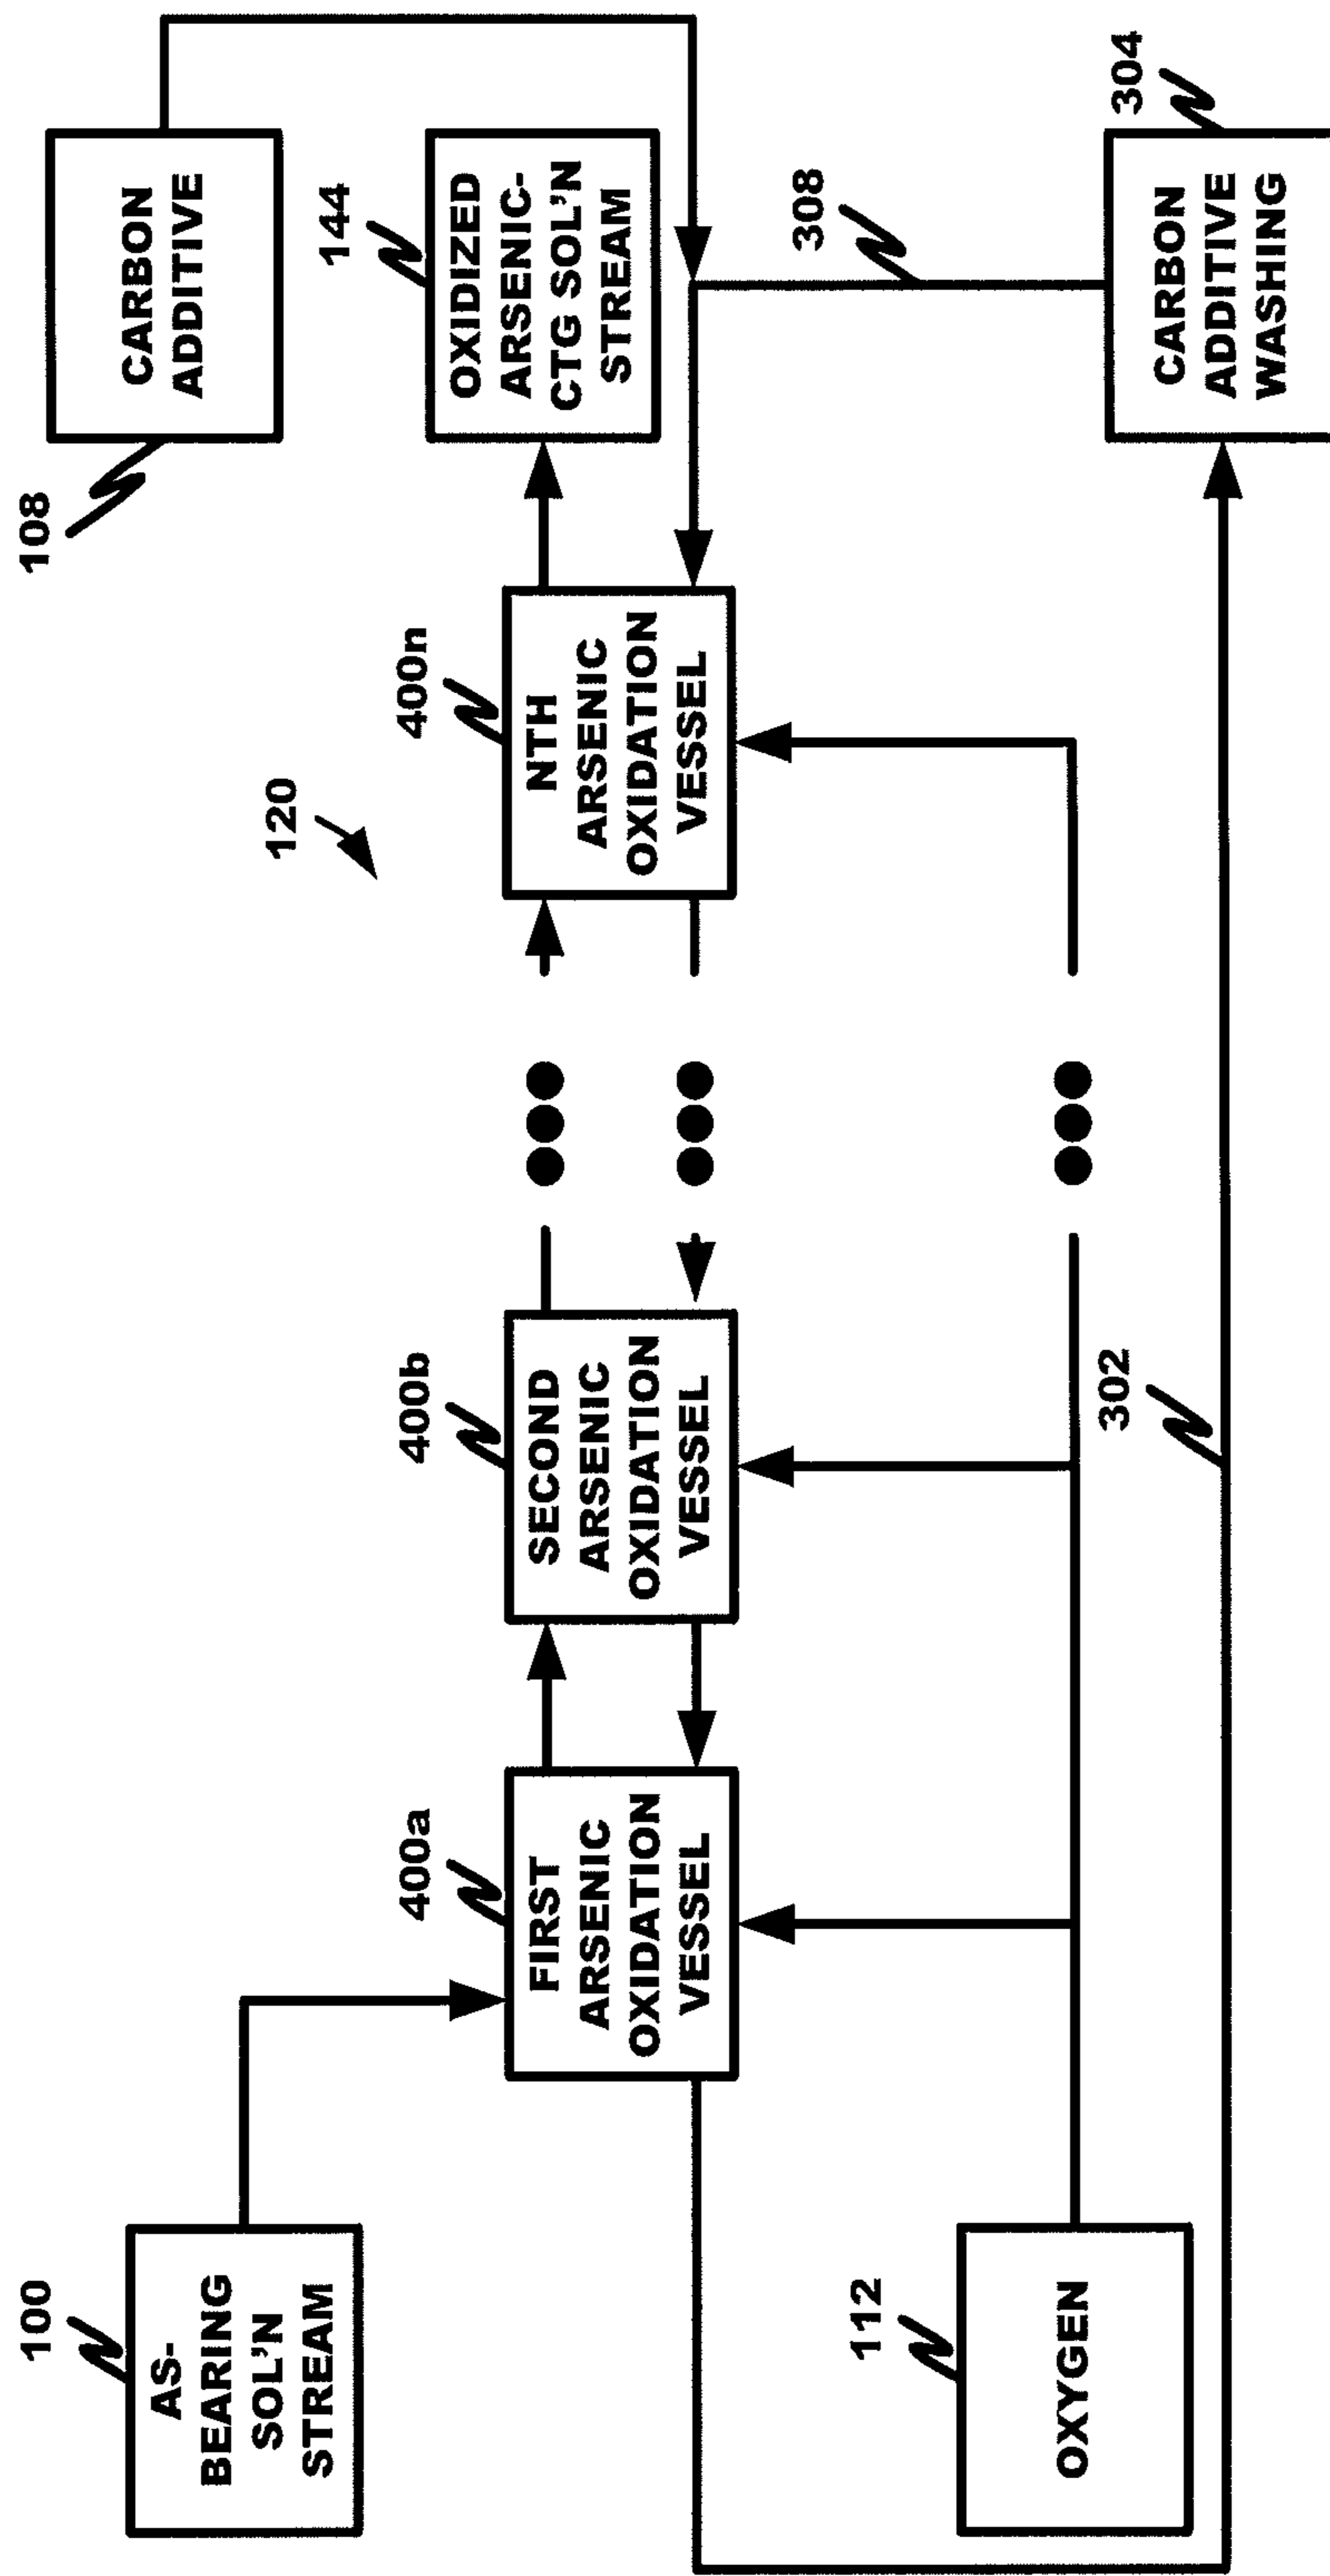 100
AS-
BEARING
SOL'N
STREAM
112
OXYGEN
400a
FIRST
ARSENIC
OXIDATION
VESSEL
400b
SECOND
ARSENIC
OXIDATION
VESSEL
302
120
400n
NTH
ARSENIC
OXIDATION
VESSEL
108
CARBON
ADDITIVE
144
OXIDIZED
ARSENIC-
CTG SOL'N
STREAM
308
304
CARBON
ADDITIVE
WASHING